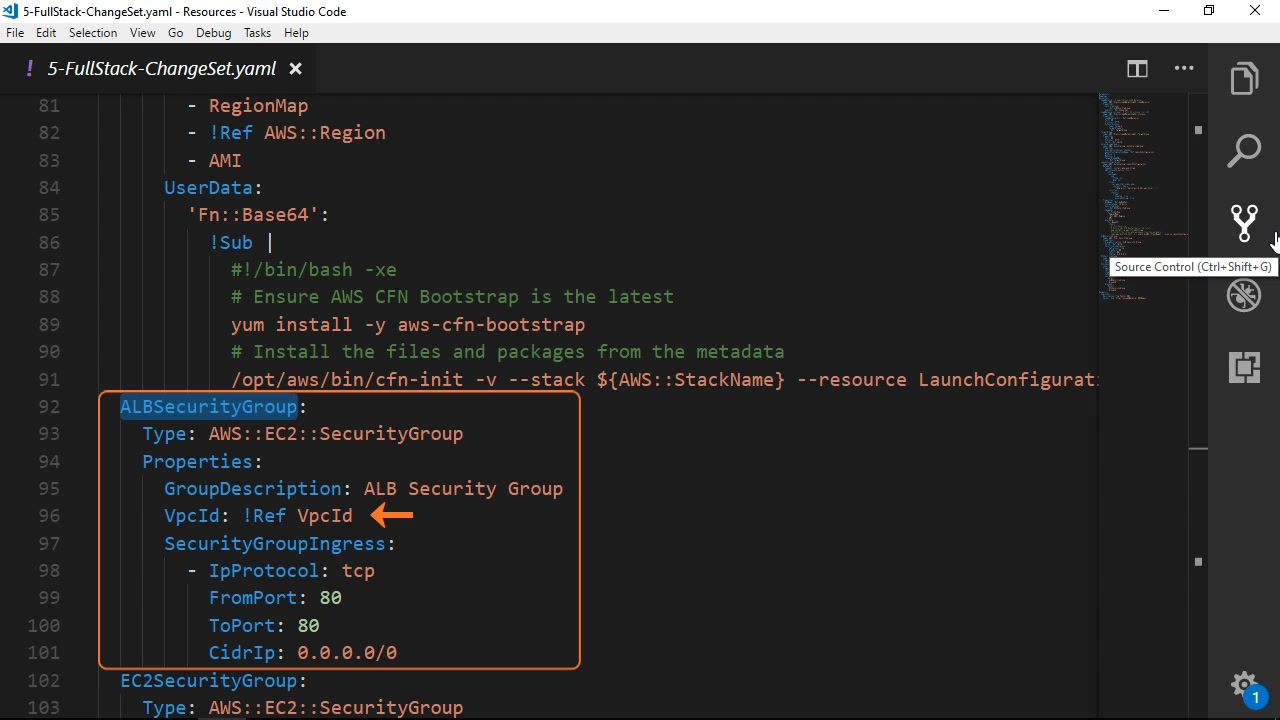 5-FullStack-ChangeSet.yaml - Resources - Visual Studio Code
File Edit Selection View Go Debug Tasks Help
! 5-FullStack-ChangeSet.yaml ×
81 - RegionMap
82 - !Ref AWS::Region
83 - AMI
84 UserData:
85 'Fn::Base64':
86 !Sub |
87 #!/bin/bash -xe
88 # Ensure AWS CFN Bootstrap is the latest
89 yum install -y aws-cfn-bootstrap
90 # Install the files and packages from the metadata
91 /opt/aws/bin/cfn-init -v --stack ${AWS::StackName} --resource LaunchConfigurat
92 ALBSecurityGroup:
93 Type: AWS::EC2::SecurityGroup
94 Properties:
95 GroupDescription: ALB Security Group
96 VpcId: !Ref VpcId
97 SecurityGroupIngress:
98 - IpProtocol: tcp
99 FromPort: 80
100 ToPort: 80
101 CidrIp: 0.0.0.0/0
102 EC2SecurityGroup:
103 Type: AWS::EC2::SecurityGroup
Source Control (Ctrl+Shift+G)
1